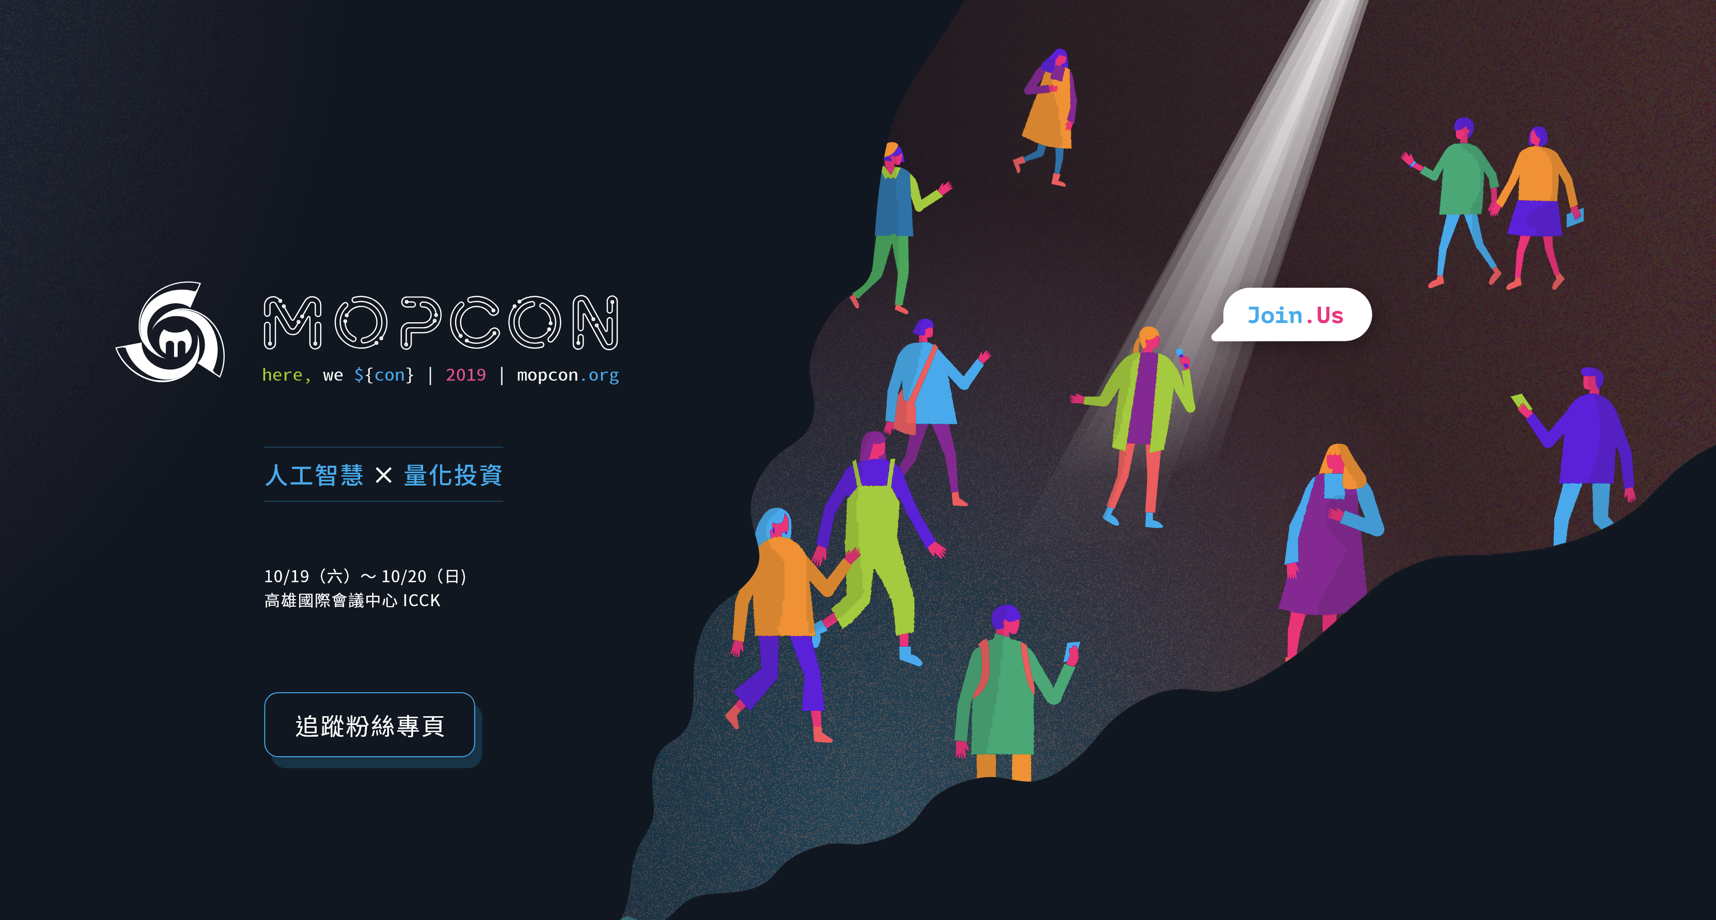 MOPCON
here, we ${con} | 2019 | mopcon.org
Join.Us
人工智慧 × 量化投資
10/19（六）～ 10/20（日）
高雄國際會議中心 ICCK
追蹤粉絲專頁